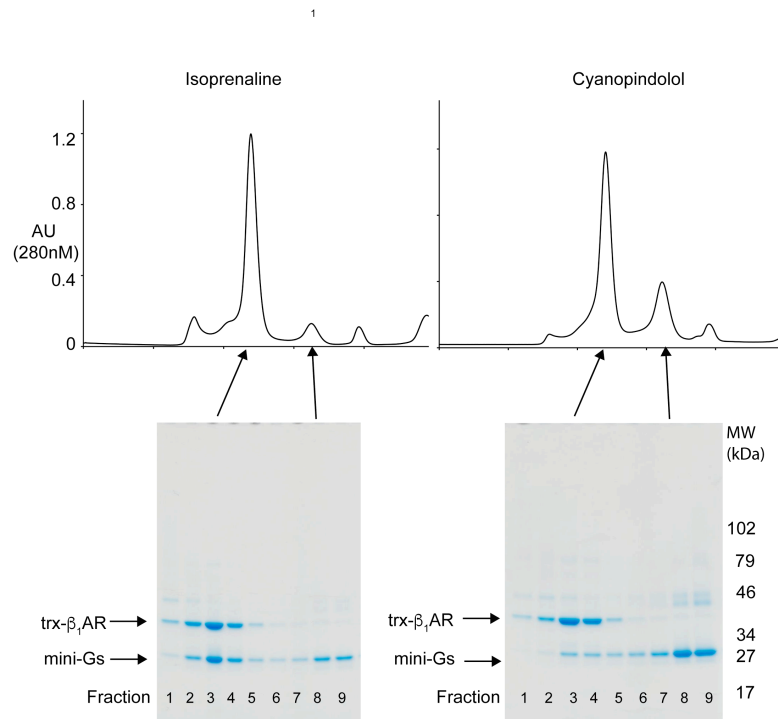 1
Isoprenaline
Cyanopindolol
1.2
0.8
AU
(280nM)
0.4
0
MW
(kDa)
102
79
46
34
27
17
trx-β₁AR
mini-Gs
Fraction 1 2 3 4 5 6 7 8 9
trx-β₁AR
mini-Gs
Fraction 1 2 3 4 5 6 7 8 9